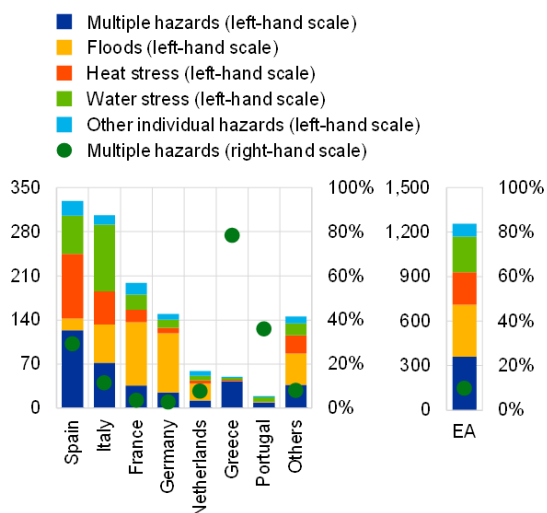 Multiple hazards (left-hand scale)
Floods (left-hand scale)
Heat stress (left-hand scale)
Water stress (left-hand scale)
Other individual hazards (left-hand scale)
Multiple hazards (right-hand scale)
350 100% 1,500 100%
280 80% 1,200 80%
210 60% 900 60%
140 40% 600 40%
70 20% 300 20%
0 0% 0 0%
Spain
Italy
France
Germany
Netherlands
Greece
Portugal
Others
EA